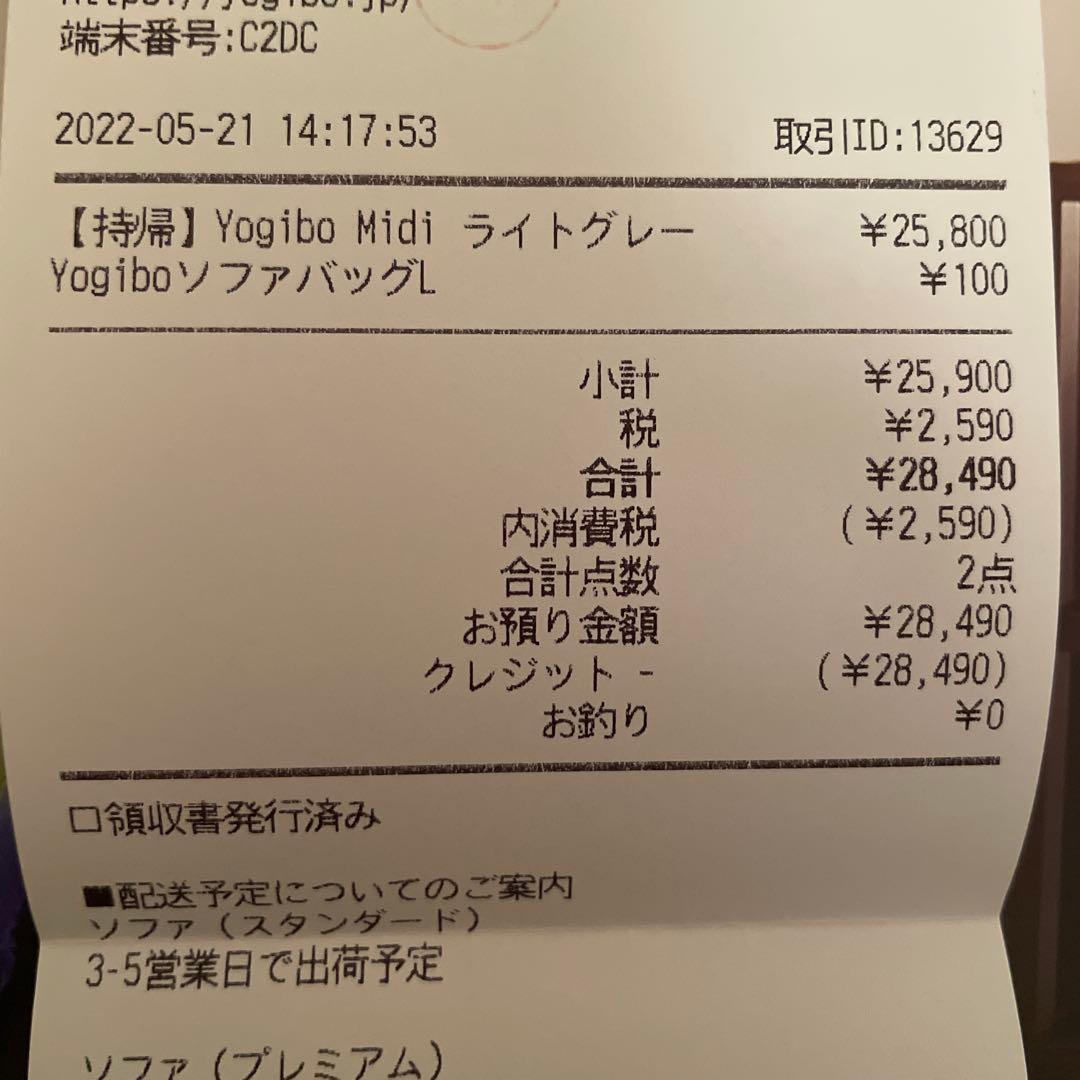 https://yogibo.jp/
端末番号:C2DC
2022-05-21 14:17:53 取引ID:13629
【持帰】Yogibo Midi ライトグレー ¥25,800
YogiboソファバッグL ¥100
小計 ¥25,900
税 ¥2,590
合計 ¥28,490
内消費税 (¥2,590)
合計点数 2点
お預り金額 ¥28,490
クレジット - (¥28,490)
お釣り ¥0
□領収書発行済み
■配送予定についてのご案内
ソファ(スタンダード)
3-5営業日で出荷予定
ソファ(プレミアム)